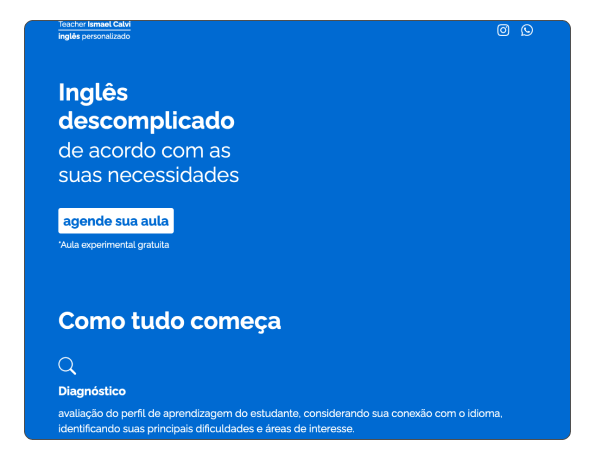 Teacher Ismael Calvi
inglês personalizado
Inglês
descomplicado
de acordo com as
suas necessidades
agende sua aula
*Aula experimental gratuita
Como tudo começa
Diagnóstico
avaliação do perfil de aprendizagem do estudante, considerando sua conexão com o idioma,
identificando suas principais dificuldades e áreas de interesse.